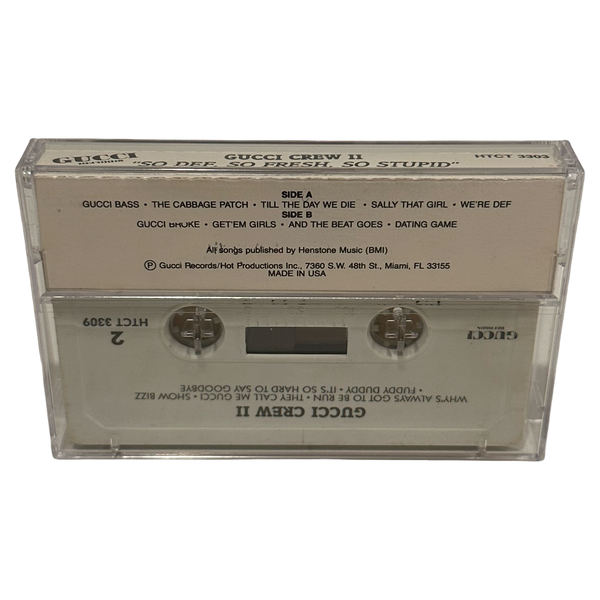 GUCCI
RECORDS
GUCCI CREW II
"SO DEF, SO FRESH, SO STUPID"
HTCT 3303
SIDE A
GUCCI BASS • THE CABBAGE PATCH • TILL THE DAY WE DIE • SALLY THAT GIRL • WE'RE DEF
SIDE B
GUCCI BROKE • GET'EM GIRLS • AND THE BEAT GOES • DATING GAME
All songs published by Henstone Music (BMI)
Ⓟ Gucci Records/Hot Productions Inc., 7360 S.W. 48th St., Miami, FL 33155
MADE IN USA
GUCCI CREW II
WHY'S ALWAYS GOT TO BE RUN • THEY CALL ME GUCCI • SHOW BIZZ
• FUDDY DUDDY • IT'S SO HARD TO SAY GOODBYE
GUCCI
RECORDS
2
HTCT 3309